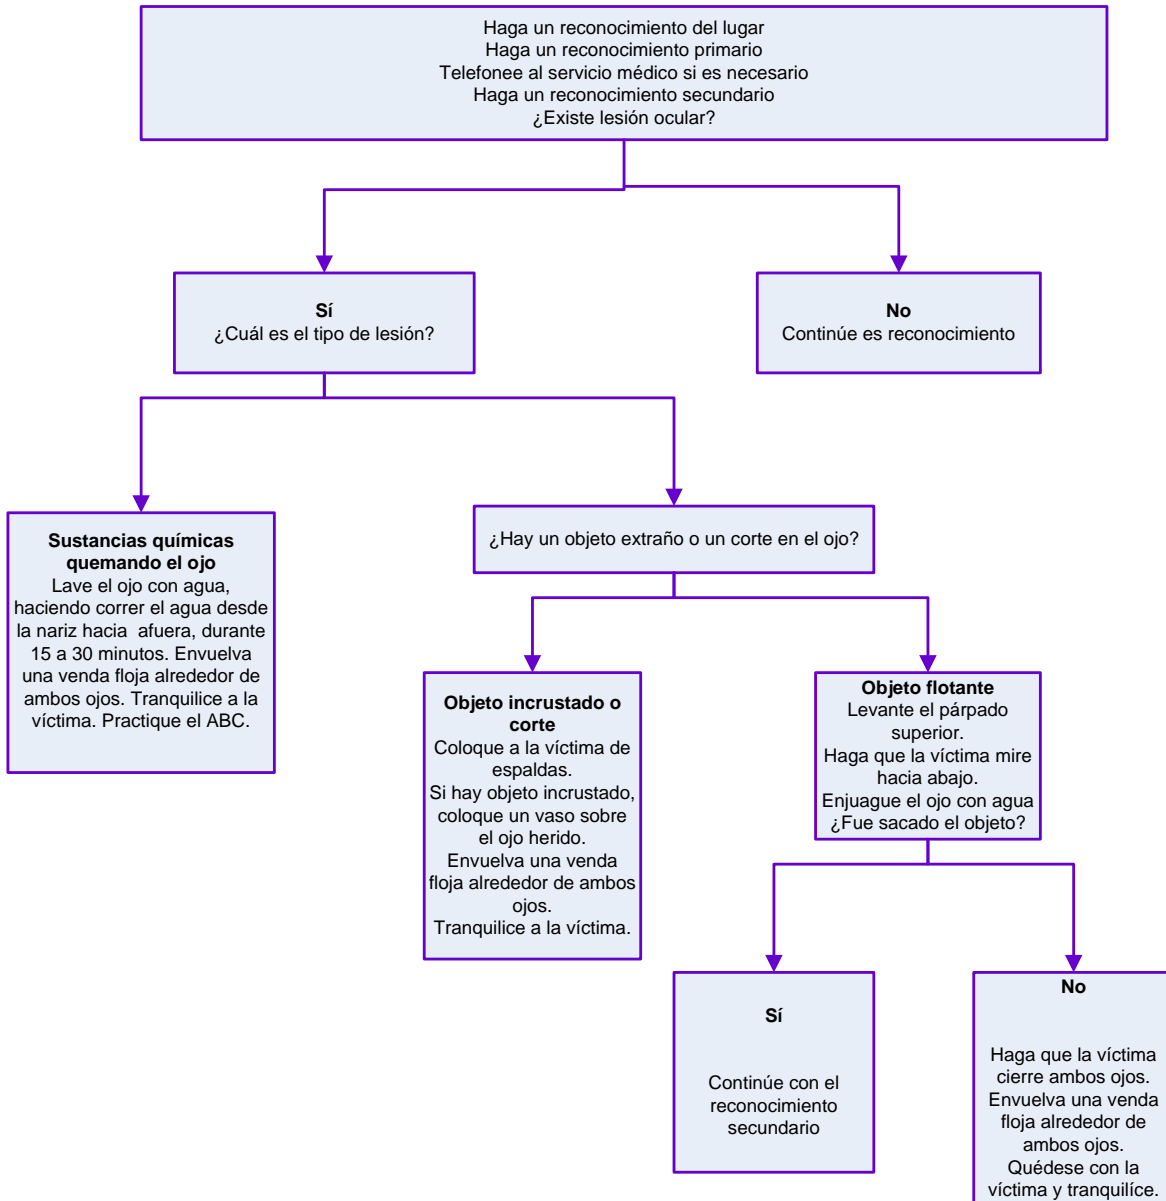 Haga un reconocimiento del lugar
Haga un reconocimiento primario
Telefonee al servicio médico si es necesario
Haga un reconocimiento secundario
¿Existe lesión ocular?
Sí
¿Cuál es el tipo de lesión?
No
Continúe es reconocimiento
Sustancias químicas
quemando el ojo
Lave el ojo con agua,
haciendo correr el agua desde
la nariz hacia afuera, durante
15 a 30 minutos. Envuelva
una venda floja alrededor de
ambos ojos. Tranquilice a la
víctima. Practique el ABC.
¿Hay un objeto extraño o un corte en el ojo?
Objeto incrustado o
corte
Coloque a la víctima de
espaldas.
Si hay objeto incrustado,
coloque un vaso sobre
el ojo herido.
Envuelva una venda
floja alrededor de ambos
ojos.
Tranquilice a la víctima.
Objeto flotante
Levante el párpado
superior.
Haga que la víctima mire
hacia abajo.
Enjuague el ojo con agua
¿Fue sacado el objeto?
Sí
Continúe con el
reconocimiento
secundario
No
Haga que la víctima
cierre ambos ojos.
Envuelva una venda
floja alrededor de
ambos ojos.
Quédese con la
víctima y tranquilíce.